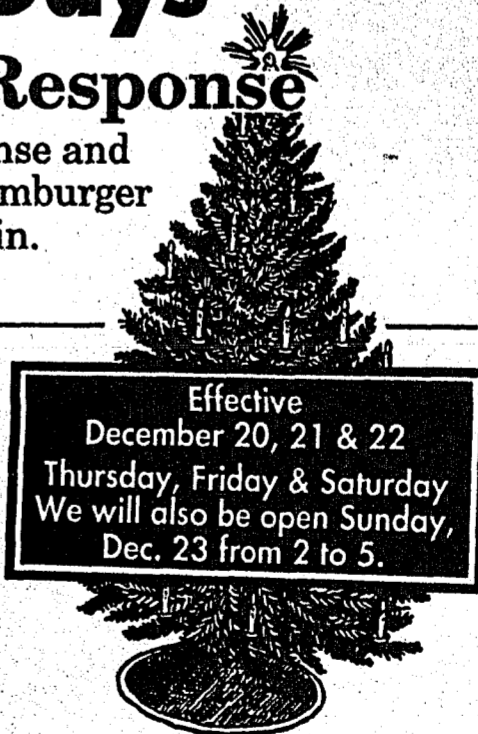 Days
Response
nse and
mburger
in.
Effective
December 20, 21 & 22
Thursday, Friday & Saturday
We will also be open Sunday,
Dec. 23 from 2 to 5.